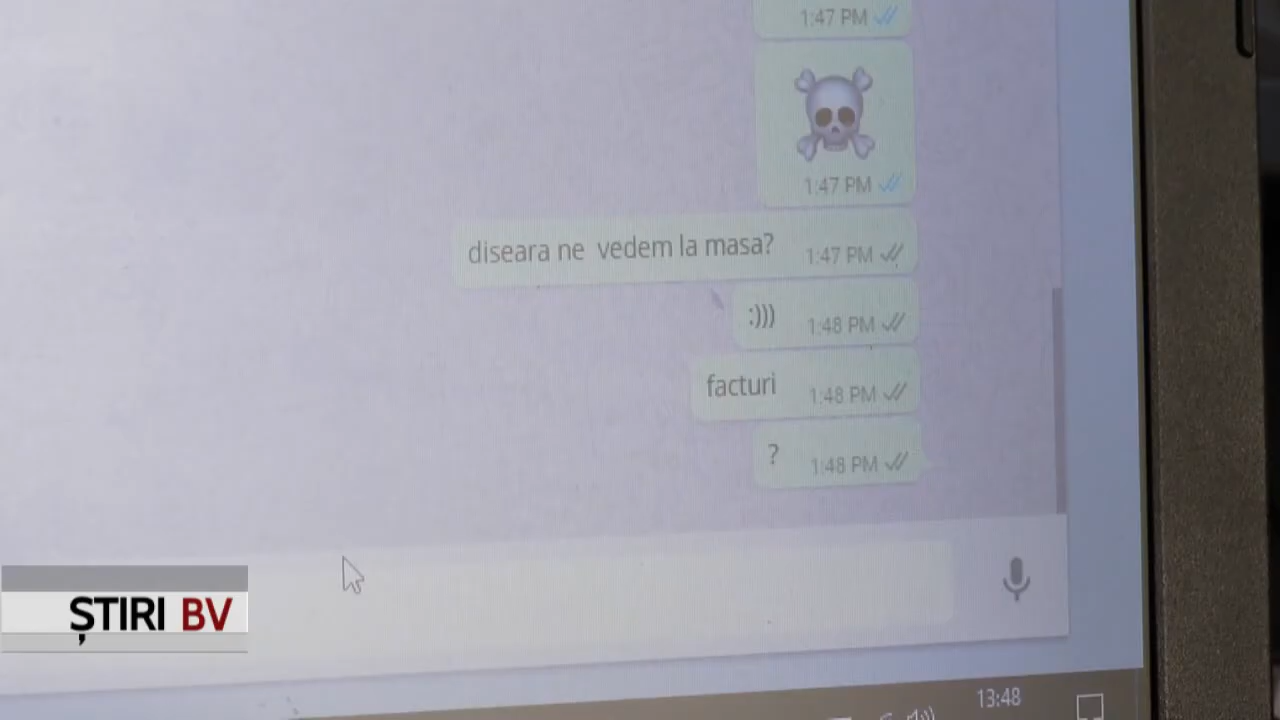 1:47 PM
1:47 PM
diseara ne vedem la masa? 1:47 PM
:))) 1:48 PM
facturi 1:48 PM
? 1:48 PM
ȘTIRI BV
13:48